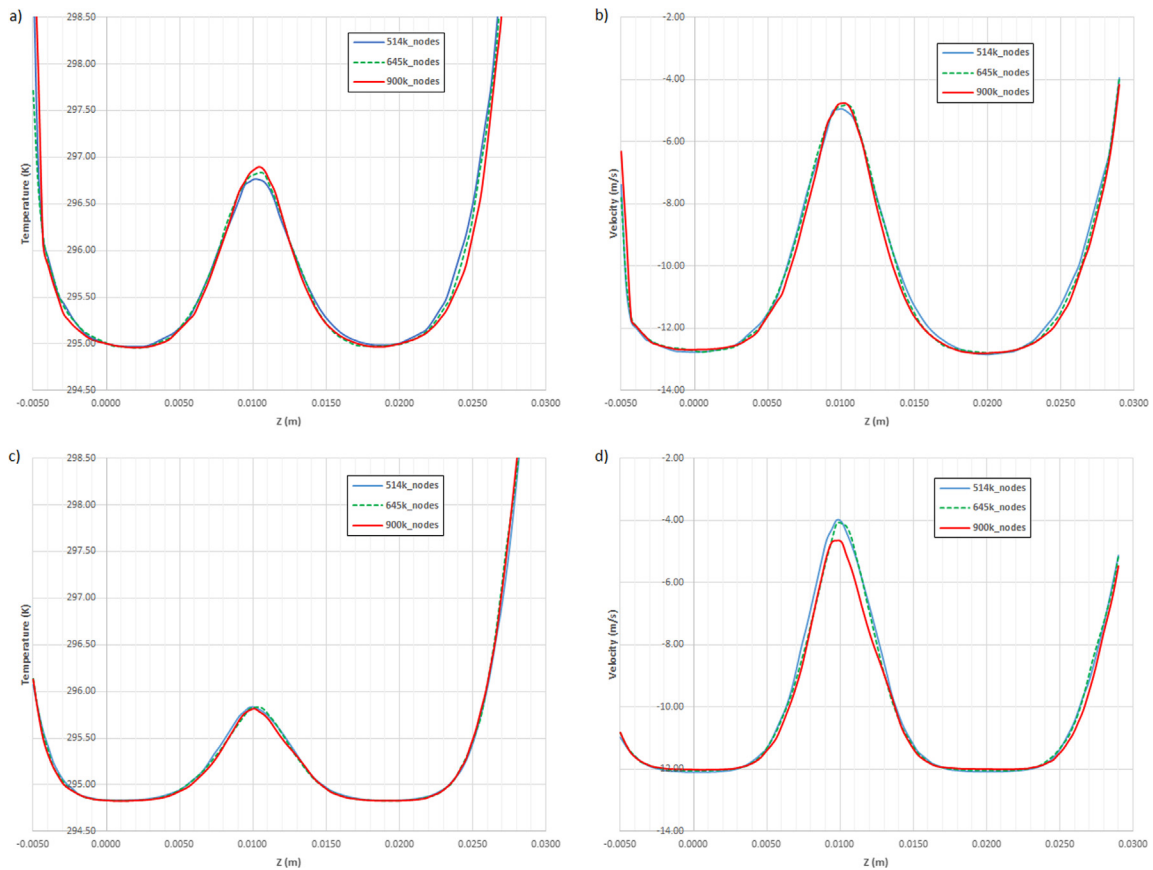 a)
298.50
298.00
297.50
297.00
296.50
296.00
295.50
295.00
294.50
Temperature (K)
514k_nodes
645k_nodes
900k_nodes
-0.0050 0.0000 0.0050 0.0100 0.0150 0.0200 0.0250 0.0300
Z (m)
b)
-2.00
-4.00
-6.00
-8.00
-10.00
-12.00
-14.00
Velocity (m/s)
514k_nodes
645k_nodes
900k_nodes
-0.0050 0.0000 0.0050 0.0100 0.0150 0.0200 0.0250 0.0300
Z (m)
c)
298.50
298.00
297.50
297.00
296.50
296.00
295.50
295.00
294.50
Temperature (K)
514k_nodes
645k_nodes
900k_nodes
-0.0050 0.0000 0.0050 0.0100 0.0150 0.0200 0.0250 0.0300
Z (m)
d)
-2.00
-4.00
-6.00
-8.00
-10.00
-12.00
-14.00
Velocity (m/s)
514k_nodes
645k_nodes
900k_nodes
-0.0050 0.0000 0.0050 0.0100 0.0150 0.0200 0.0250 0.0300
Z (m)